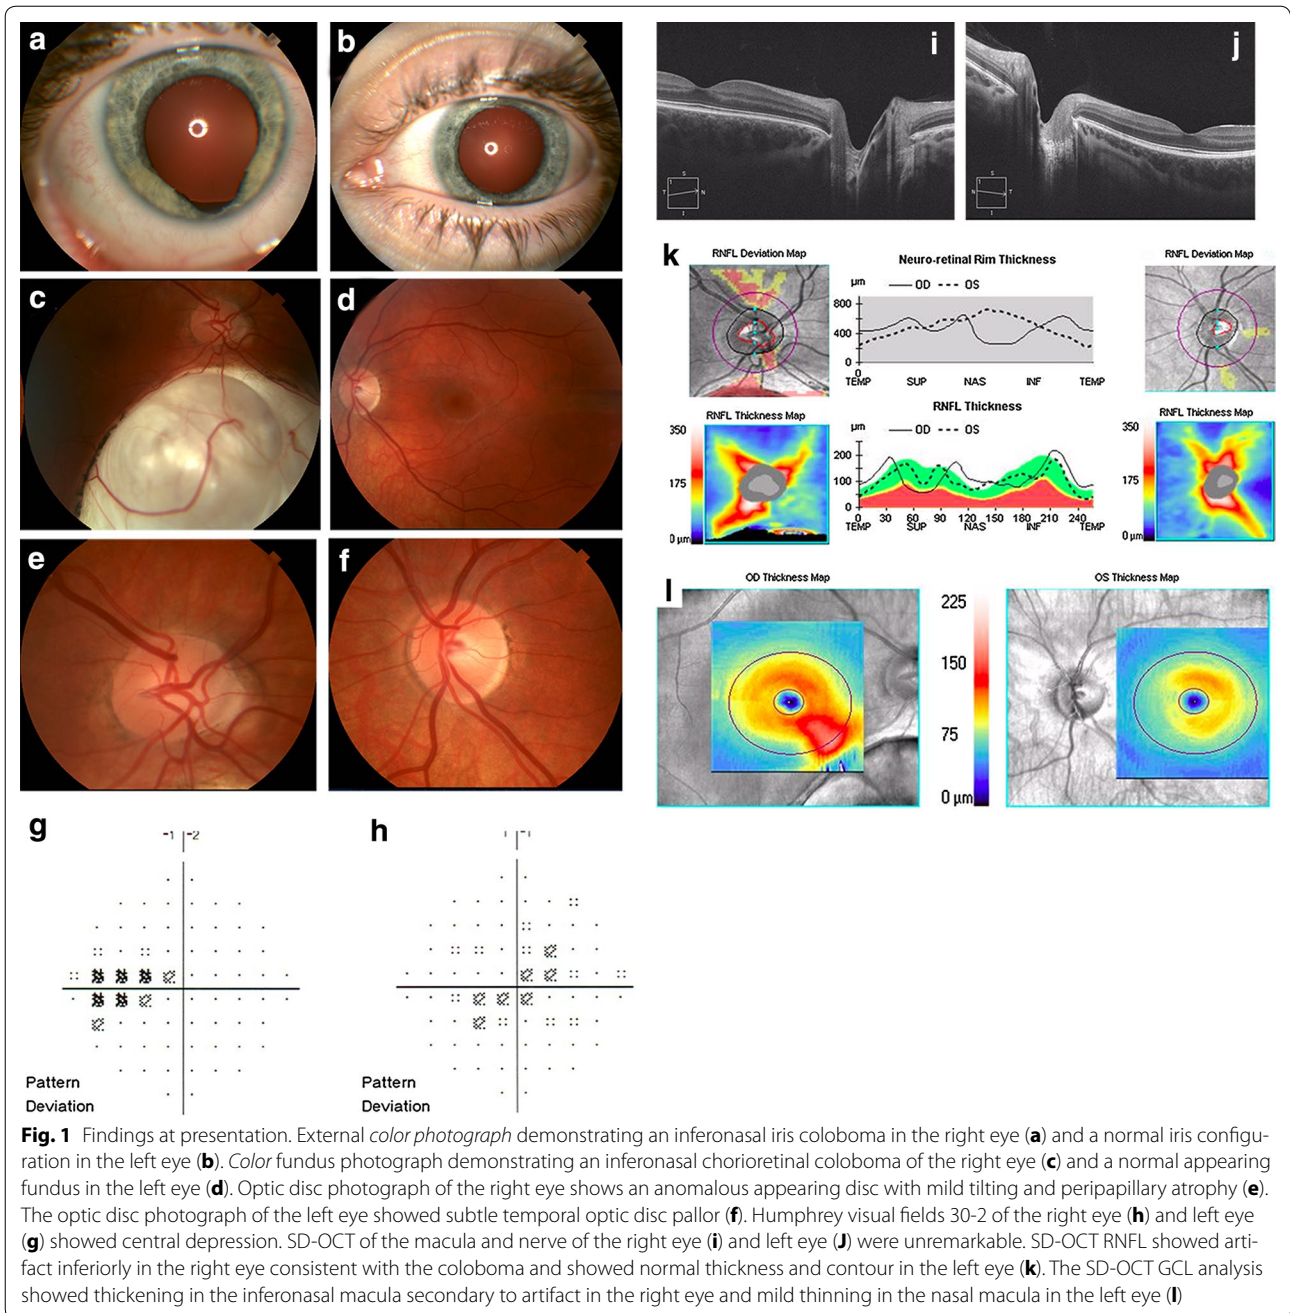 a
b
i
j
S
T
N
I
1
S
N
T
I
1
c
d
k
RNFL Deviation Map
Neuro-retinal Rim Thickness
RNFL Deviation Map
µm
OD
OS
800
400
0
0
TEMP
SUP
NAS
INF
TEMP
RNFL Thickness Map
RNFL Thickness
RNFL Thickness Map
350
175
0 µm
µm
OD
OS
200
100
0
0
30
60
90
120
150
180
210
240
TEMP
SUP
NAS
INF
TEMP
350
175
0 µm
e
f
l
OD Thickness Map
OS Thickness Map
225
150
75
0 µm
g
-1
-2
h
Pattern
Deviation
Pattern
Deviation
Fig. 1 Findings at presentation. External color photograph demonstrating an inferonasal iris coloboma in the right eye (a) and a normal iris configu-
ration in the left eye (b). Color fundus photograph demonstrating an inferonasal chorioretinal coloboma of the right eye (c) and a normal appearing
fundus in the left eye (d). Optic disc photograph of the right eye shows an anomalous appearing disc with mild tilting and peripapillary atrophy (e).
The optic disc photograph of the left eye showed subtle temporal optic disc pallor (f). Humphrey visual fields 30-2 of the right eye (h) and left eye
(g) showed central depression. SD-OCT of the macula and nerve of the right eye (i) and left eye (J) were unremarkable. SD-OCT RNFL showed arti-
fact inferiorly in the right eye consistent with the coloboma and showed normal thickness and contour in the left eye (k). The SD-OCT GCL analysis
showed thickening in the inferonasal macula secondary to artifact in the right eye and mild thinning in the nasal macula in the left eye (l)